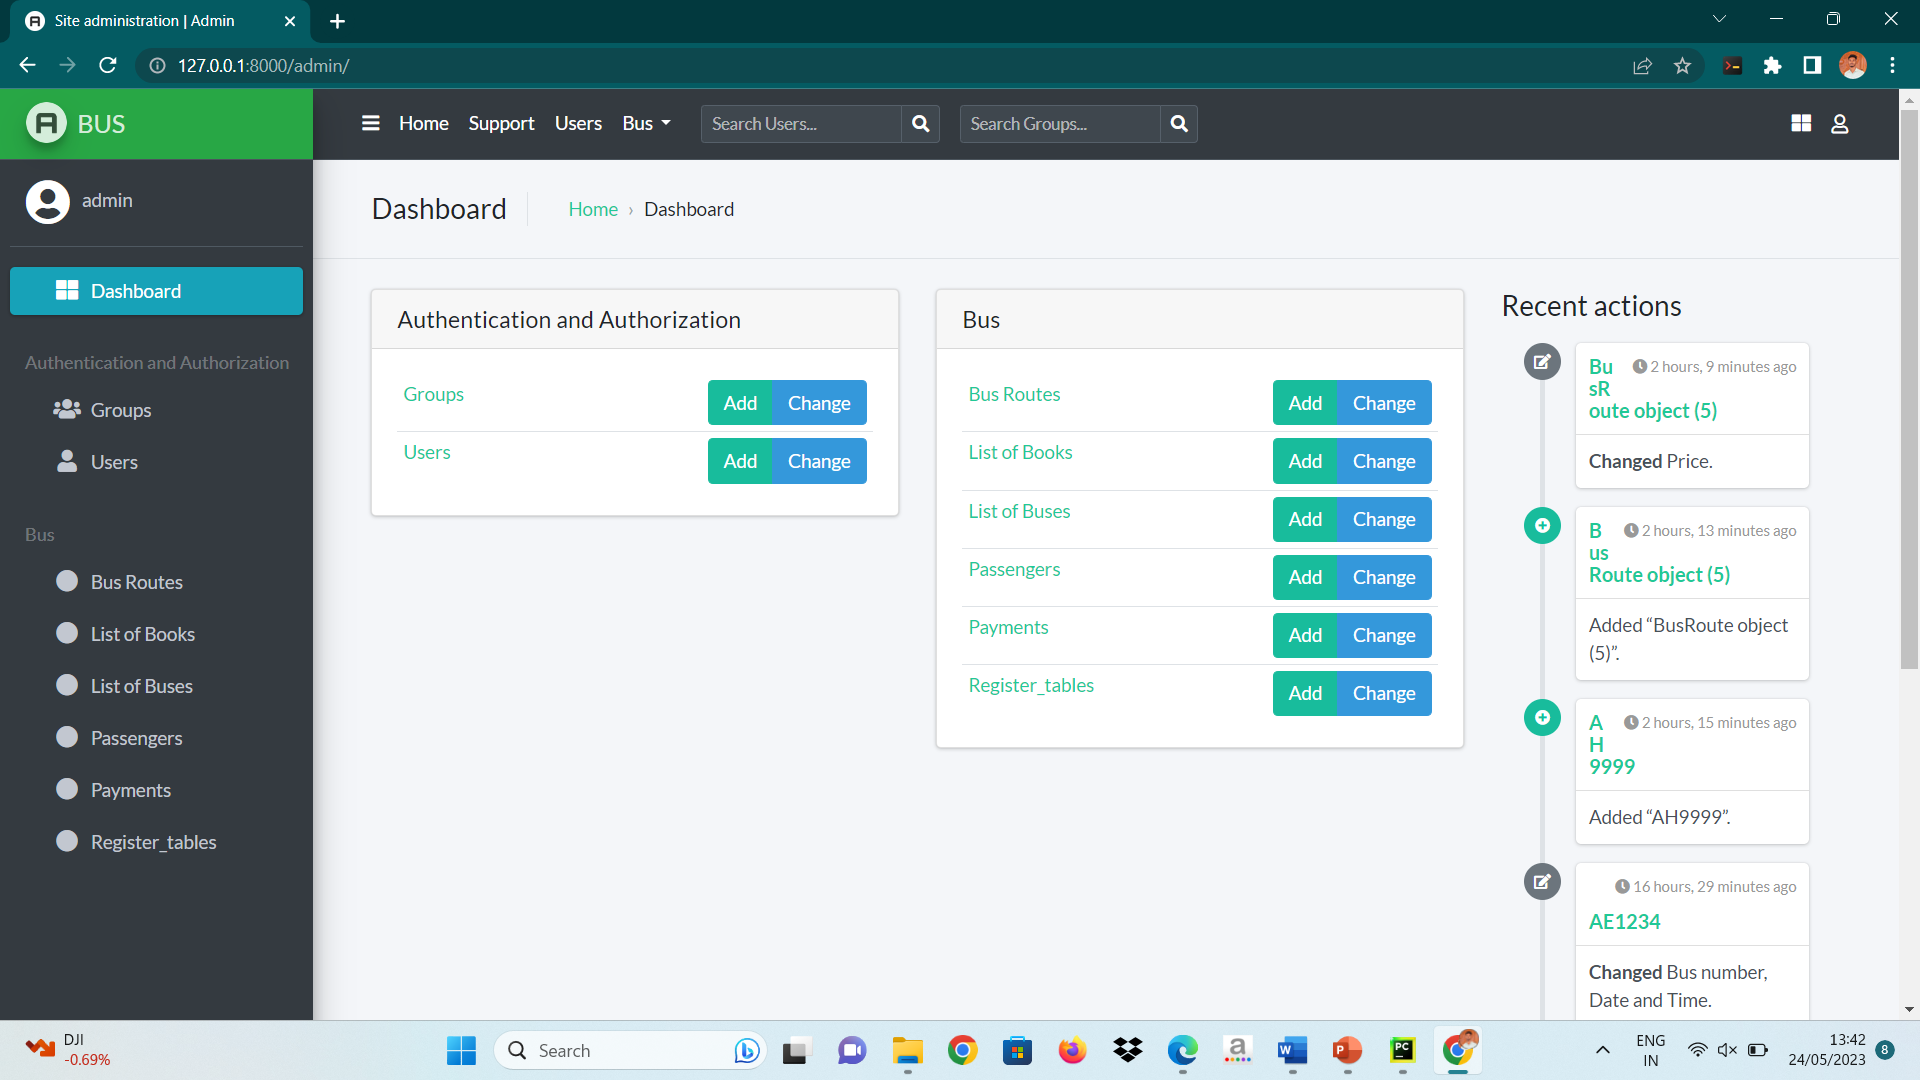 Site administration | Admin
127.0.0.1:8000/admin/
BUS
Home Support Users Bus Search Users... Search Groups...
admin
Dashboard
Authentication and Authorization
Groups
Users
Bus
Bus Routes
List of Books
List of Buses
Passengers
Payments
Register_tables
Dashboard Home › Dashboard
Authentication and Authorization
Groups Add Change
Users Add Change
Bus
Bus Routes Add Change
List of Books Add Change
List of Buses Add Change
Passengers Add Change
Payments Add Change
Register_tables Add Change
Recent actions
Bu 2 hours, 9 minutes ago
sR
oute object (5)
Changed Price.
B 2 hours, 13 minutes ago
us
Route object (5)
Added “BusRoute object
(5)”.
A 2 hours, 15 minutes ago
H
9999
Added “AH9999”.
16 hours, 29 minutes ago
AE1234
Changed Bus number,
Date and Time.
DJI
-0.69%
Search
ENG
IN
13:42
24/05/2023
8